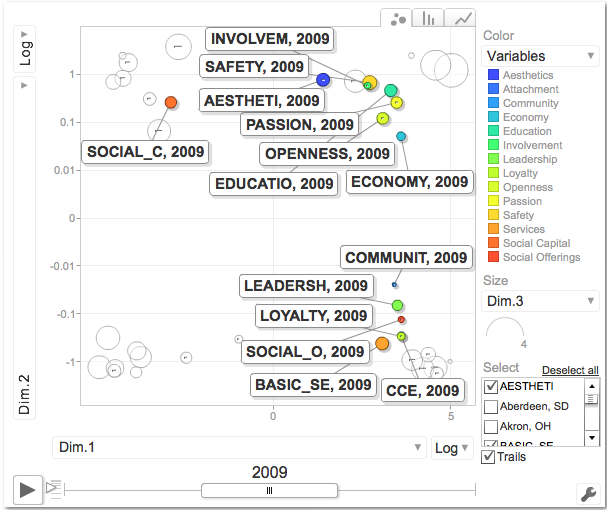 Color
Variables
Aesthetics
Attachment
Community
Economy
Education
Involvement
Leadership
Loyalty
Openness
Passion
Safety
Services
Social Capital
Social Offerings
Size
Dim.3
4
Select
Deselect all
AESTHETI
Aberdeen, SD
Akron, OH
BASIC_SE
Trails
Log
Dim.2
1
0.1
0.01
0
-0.01
-0.1
-1
INVOLVEM, 2009
SAFETY, 2009
AESTHETI, 2009
PASSION, 2009
SOCIAL_C, 2009
OPENNESS, 2009
EDUCATIO, 2009
ECONOMY, 2009
COMMUNIT, 2009
LEADERSH, 2009
LOYALTY, 2009
SOCIAL_O, 2009
BASIC_SE, 2009
CCE, 2009
0
5
Dim.1
Log
2009